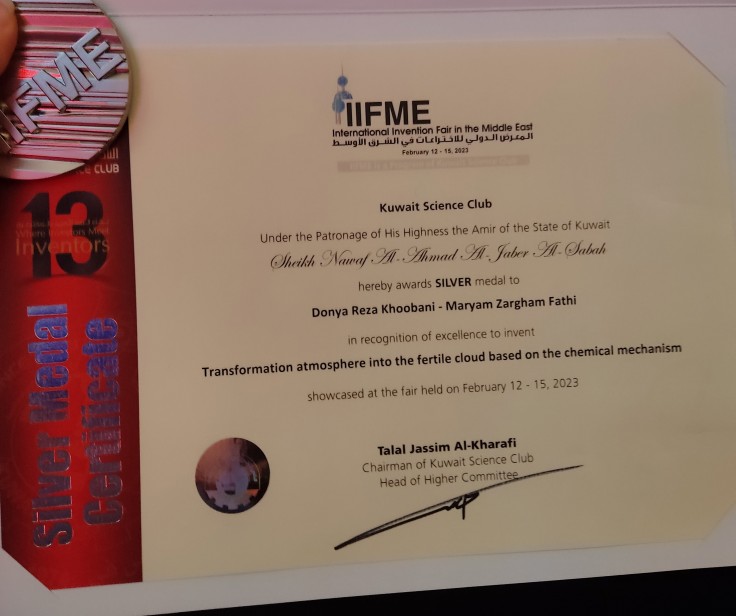 IIFME
CLUB
13
Where Inventors Meet
Inventors
Silver Medal
Certificate
IIFME
International Invention Fair in the Middle East
المعرض الدولي للاختراعات في الشرق الأوسط
February 12 - 15, 2023
Kuwait Science Club
Under the Patronage of His Highness the Amir of the State of Kuwait
Sheikh Nawaf Al-Ahmad Al-Jaber Al-Sabah
hereby awards SILVER medal to
Donya Reza Khoobani - Maryam Zargham Fathi
in recognition of excellence to invent
Transformation atmosphere into the fertile cloud based on the chemical mechanism
showcased at the fair held on February 12 - 15, 2023
Talal Jassim Al-Kharafi
Chairman of Kuwait Science Club
Head of Higher Committee